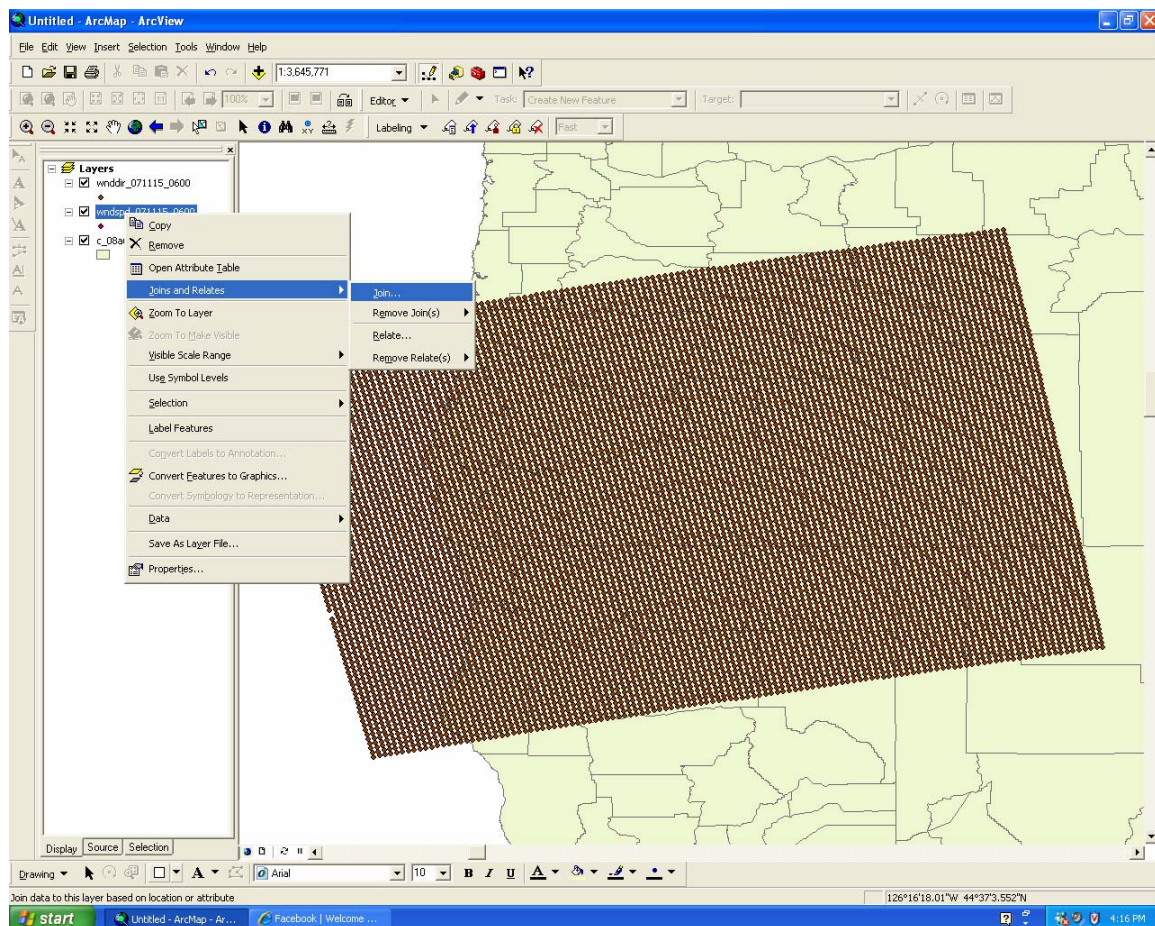 Untitled - ArcMap - ArcView
File Edit View Insert Selection Tools Window Help
1:3,645,771
100% Editor Task: Create New Feature Target:
Labeling Fast
Layers
wnddir_071115_0600
wndspd_071115_0600
c_08a
Copy
Remove
Open Attribute Table
Joins and Relates
Zoom To Layer
Zoom To Make Visible
Visible Scale Range
Use Symbol Levels
Selection
Label Features
Convert Labels to Annotation...
Convert Features to Graphics...
Convert Symbology to Representation...
Data
Save As Layer File...
Properties...
Join...
Remove Join(s)
Relate...
Remove Relate(s)
Display Source Selection
Drawing A Arial 10 B I U A
Join data to this layer based on location or attribute
126°16'18.01"W 44°37'3.552"N
start Untitled - ArcMap - Ar... Facebook | Welcome ... 4:16 PM